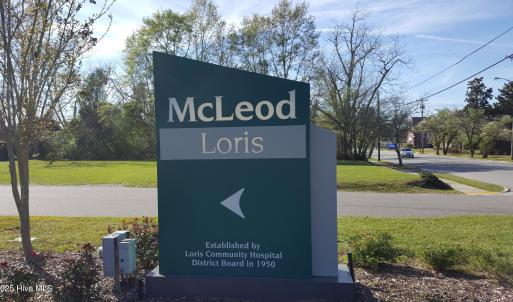 McLeod
Loris
Established by
Loris Community Hospital
District Board in 1950
2025 Hive MLS